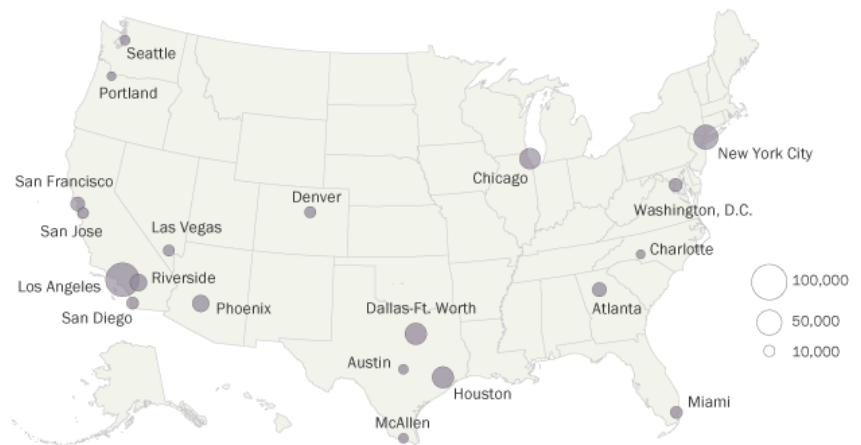 Seattle
Portland
New York City
Chicago
San Francisco
Denver
Washington, D.C.
San Jose
Las Vegas
Charlotte
Los Angeles
Riverside
100,000
Phoenix
Dallas-Ft. Worth
Atlanta
San Diego
50,000
10,000
Austin
Houston
Miami
McAllen